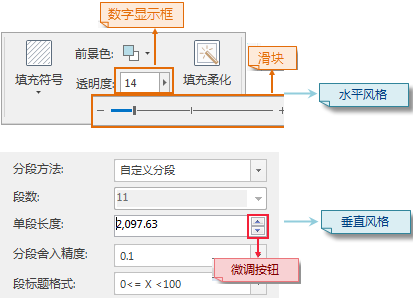 数字显示框
前景色:
滑块
填充符号
透明度:
14
填充柔化
水平风格
分段方法:
自定义分段
段数:
11
单段长度:
2,097.63
垂直风格
分段舍入精度:
0.1
微调按钮
段标题格式:
0<= X <100